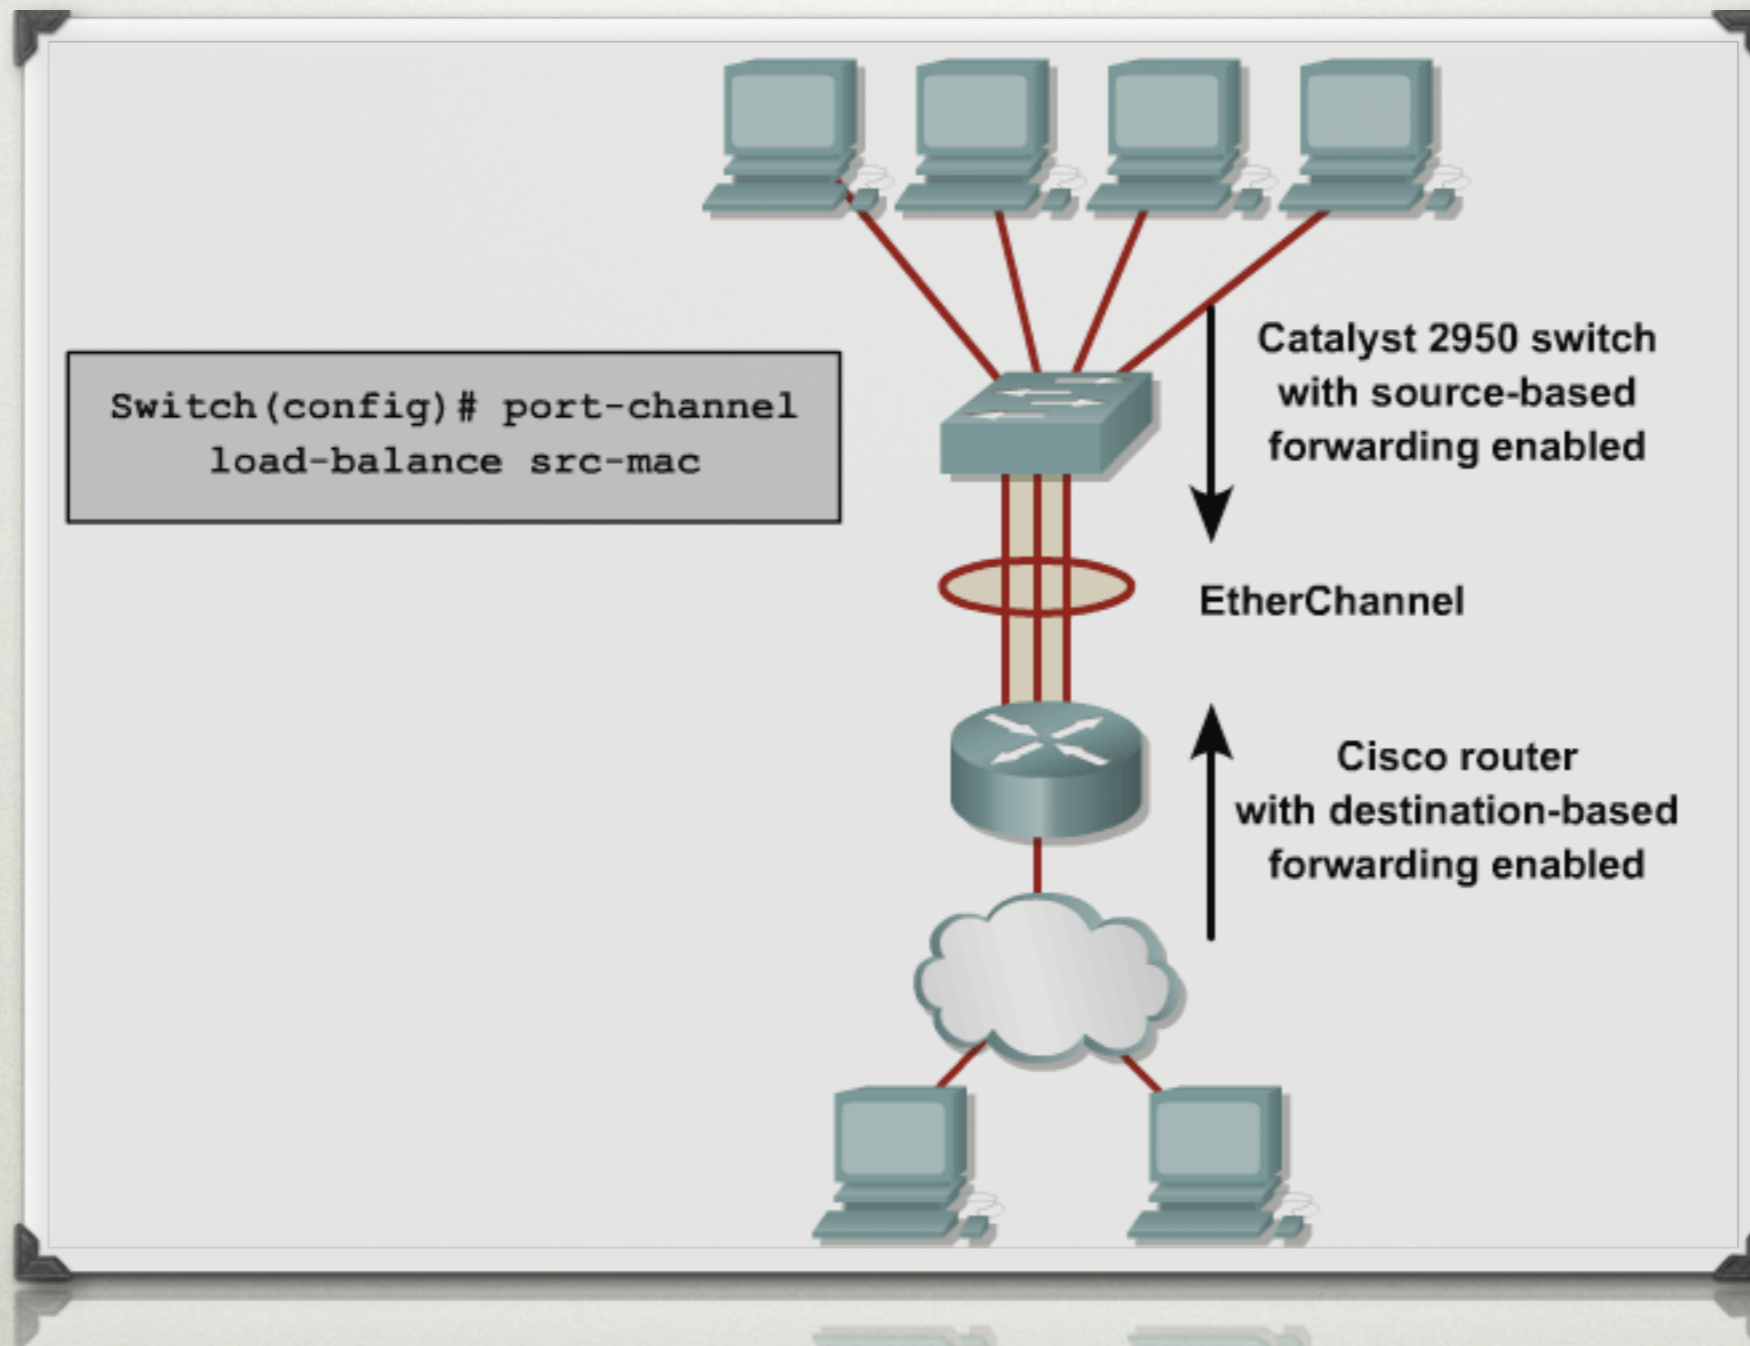 Switch(config)# port-channel
load-balance src-mac
Catalyst 2950 switch
with source-based
forwarding enabled
EtherChannel
Cisco router
with destination-based
forwarding enabled